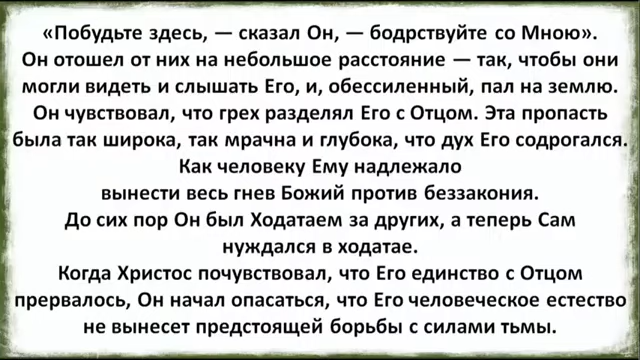 «Побудьте здесь, — сказал Он, — бодрствуйте со Мною».
Он отошел от них на небольшое расстояние — так, чтобы они
могли видеть и слышать Его, и, обессиленный, пал на землю.
Он чувствовал, что грех разделял Его с Отцом. Эта пропасть
была так широка, так мрачна и глубока, что дух Его содрогался.
Как человеку Ему надлежало
вынести весь гнев Божий против беззакония.
До сих пор Он был Ходатаем за других, а теперь Сам
нуждался в ходатае.
Когда Христос почувствовал, что Его единство с Отцом
прервалось, Он начал опасаться, что Его человеческое естество
не вынесет предстоящей борьбы с силами тьмы.